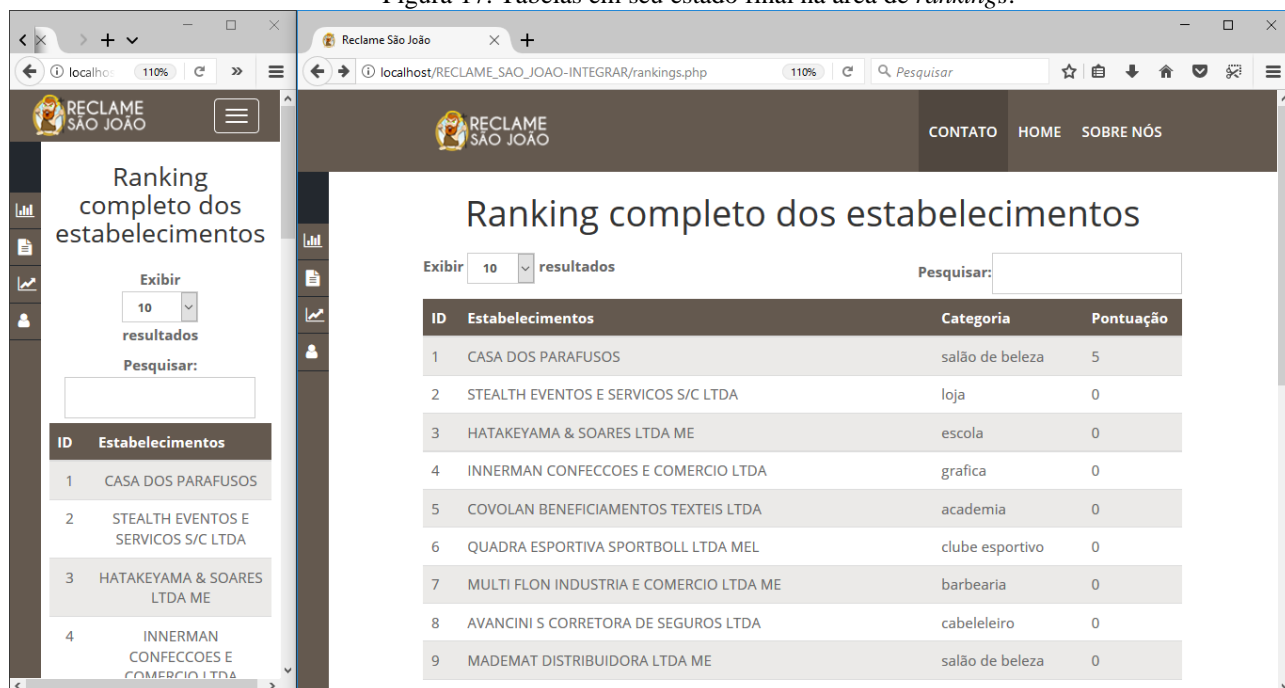 Figura 17. Tabelas em seu estado final na área de rankings.
localhos
110%
RECLAME
SÃO JOÃO
Ranking
completo dos
estabelecimentos
Exibir
10
resultados
Pesquisar:
ID Estabelecimentos
1 CASA DOS PARAFUSOS
2 STEALTH EVENTOS E
SERVICOS S/C LTDA
3 HATAKEYAMA & SOARES
LTDA ME
4 INNERMAN
CONFECCOES E
COMERCIO LTDA
Reclame São João
localhost/RECLAME_SAO_JOAO-INTEGRAR/rankings.php 110% Pesquisar
RECLAME
SÃO JOÃO
CONTATO HOME SOBRE NÓS
Ranking completo dos estabelecimentos
Exibir 10 resultados Pesquisar:
ID Estabelecimentos Categoria Pontuação
1 CASA DOS PARAFUSOS salão de beleza 5
2 STEALTH EVENTOS E SERVICOS S/C LTDA loja 0
3 HATAKEYAMA & SOARES LTDA ME escola 0
4 INNERMAN CONFECCOES E COMERCIO LTDA grafica 0
5 COVOLAN BENEFICIAMENTOS TEXTEIS LTDA academia 0
6 QUADRA ESPORTIVA SPORTBOLL LTDA MEL clube esportivo 0
7 MULTI FLON INDUSTRIA E COMERCIO LTDA ME barbearia 0
8 AVANCINI S CORRETORA DE SEGUROS LTDA cabeleleiro 0
9 MADEMAT DISTRIBUIDORA LTDA ME salão de beleza 0